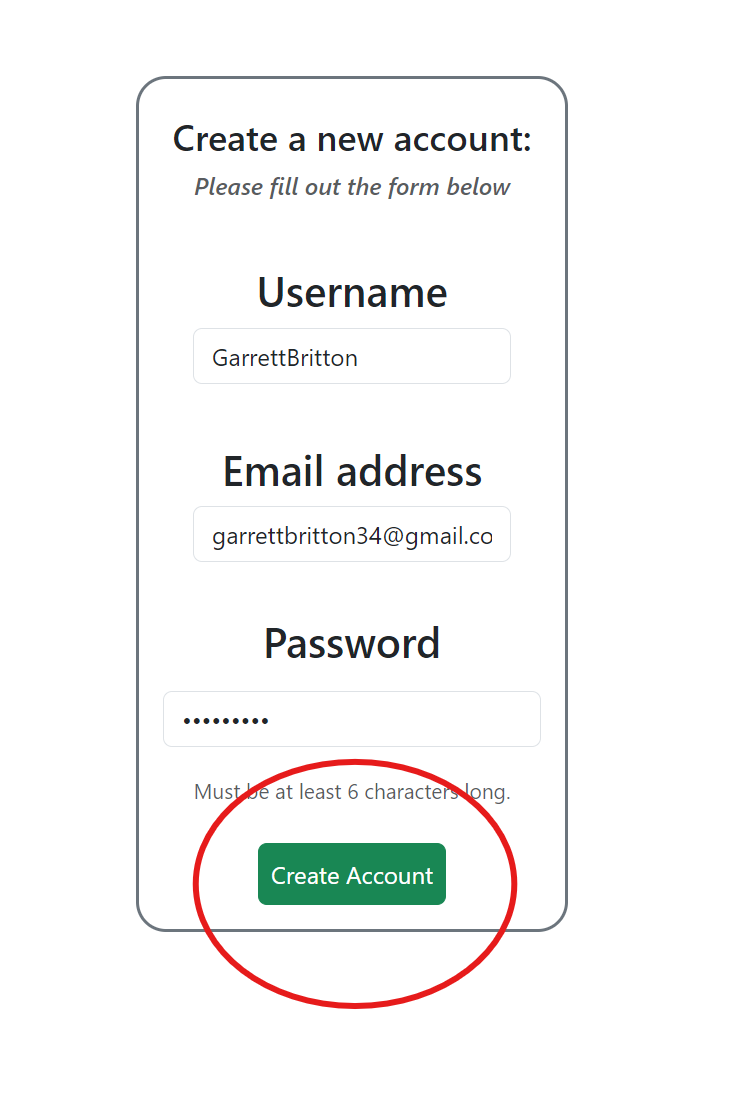 Create a new account:
Please fill out the form below
Username
GarrettBritton
Email address
garrettbritton34@gmail.co
Password
•••••••••
Must be at least 6 characters long.
Create Account